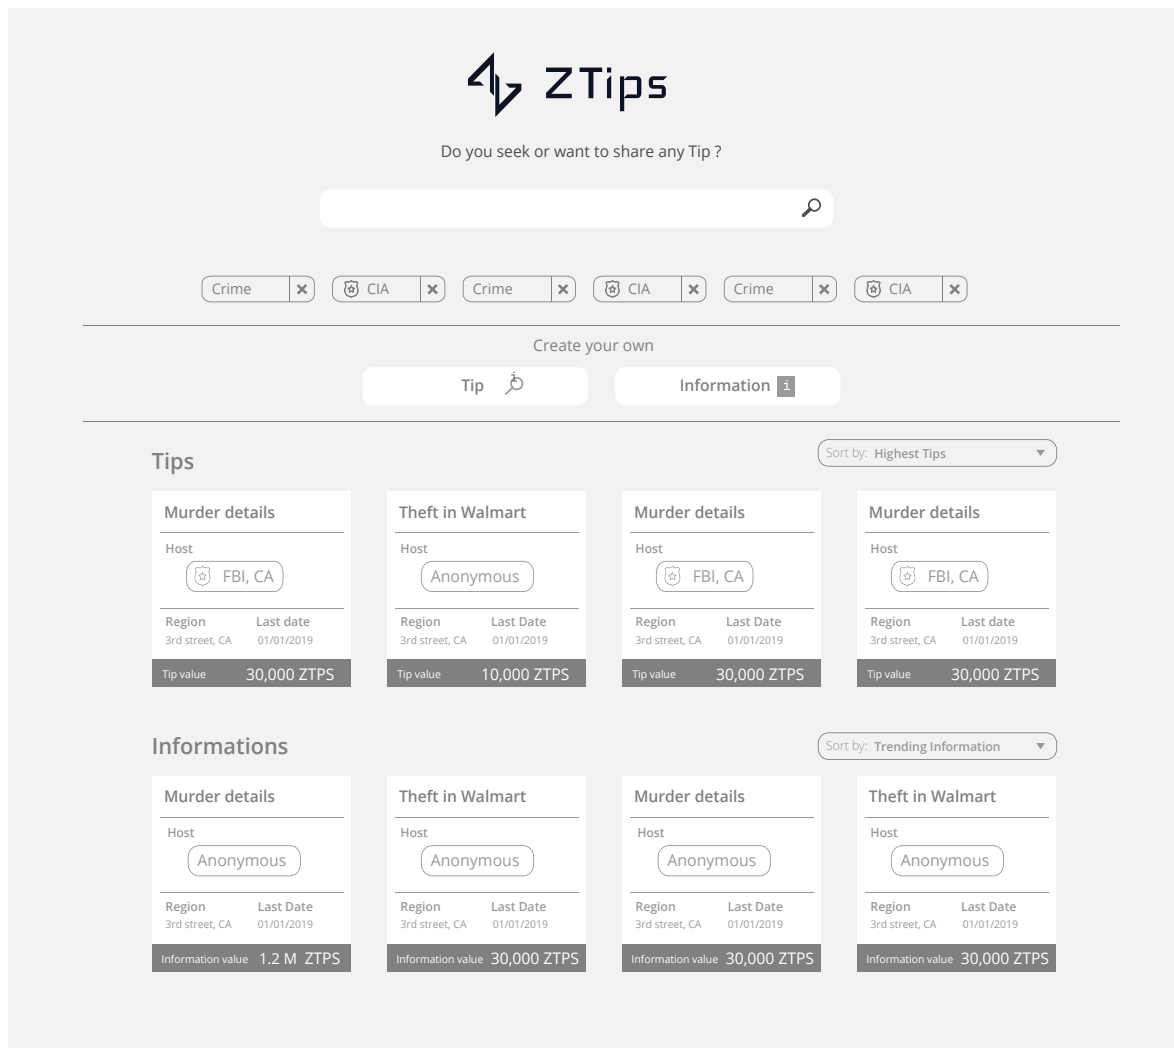 ZTips
Do you seek or want to share any Tip ?
Crime CIA Crime CIA Crime CIA
Create your own
Tip Information i
Tips Sort by: Highest Tips
Murder details Theft in Walmart Murder details Murder details
Host Host Host Host
FBI, CA Anonymous FBI, CA FBI, CA
Region Last date Region Last Date Region Last Date Region Last date
3rd street, CA 01/01/2019 3rd street, CA 01/01/2019 3rd street, CA 01/01/2019 3rd street, CA 01/01/2019
Tip value 30,000 ZTPS Tip value 10,000 ZTPS Tip value 30,000 ZTPS Tip value 30,000 ZTPS
Informations Sort by: Trending Information
Murder details Theft in Walmart Murder details Theft in Walmart
Host Host Host Host
Anonymous Anonymous Anonymous Anonymous
Region Last Date Region Last Date Region Last Date Region Last Date
3rd street, CA 01/01/2019 3rd street, CA 01/01/2019 3rd street, CA 01/01/2019 3rd street, CA 01/01/2019
Information value 1.2 M ZTPS Information value 30,000 ZTPS Information value 30,000 ZTPS Information value 30,000 ZTPS